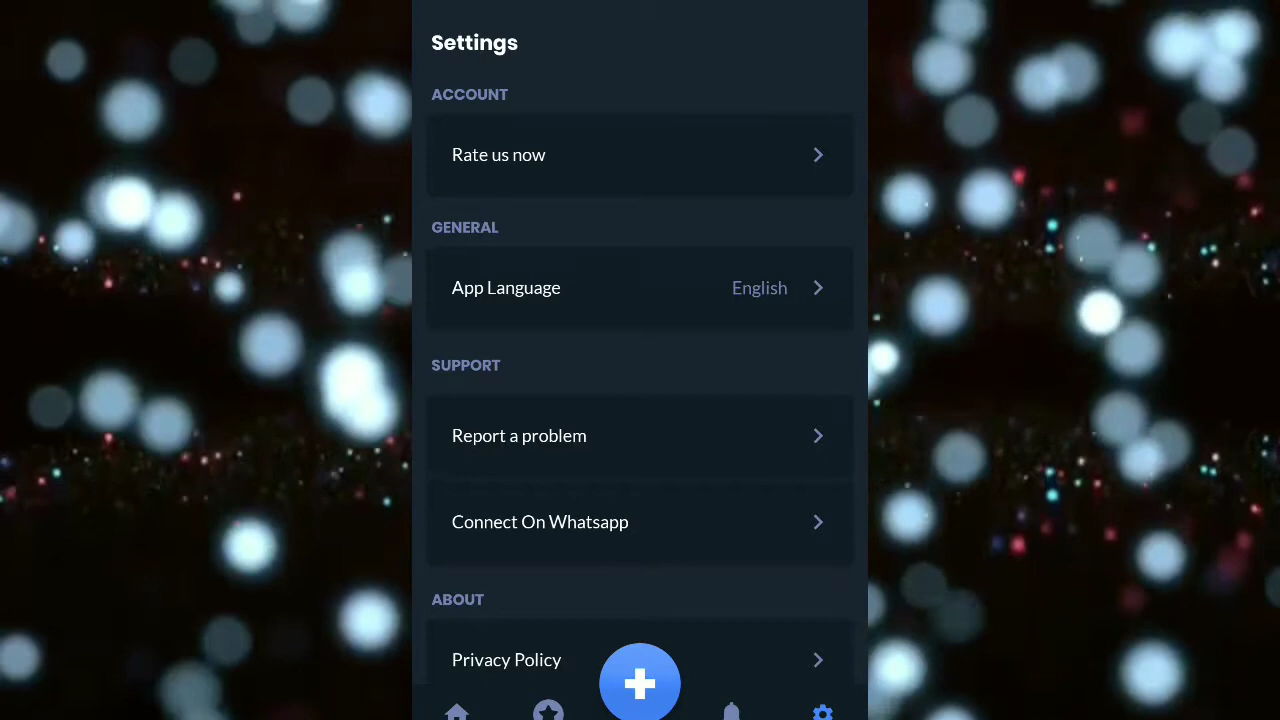 Settings
ACCOUNT
Rate us now
GENERAL
App Language English
SUPPORT
Report a problem
Connect On Whatsapp
ABOUT
Privacy Policy